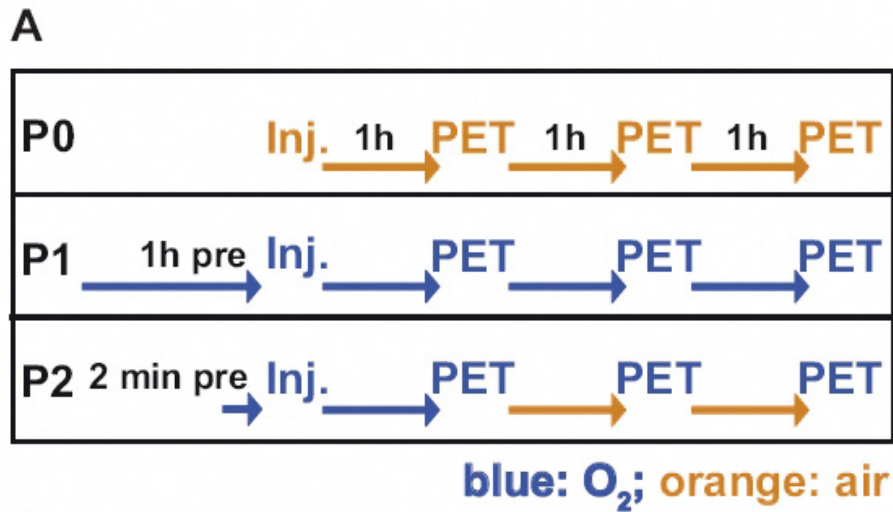 A
P0 Inj. 1h PET 1h PET 1h PET
P1 1h pre Inj. PET PET PET
P2 2 min pre Inj. PET PET PET
blue: O₂; orange: air